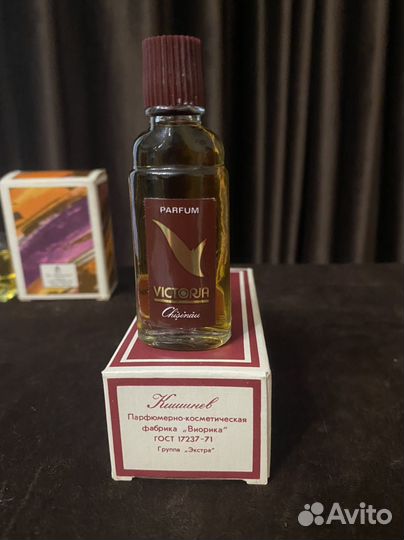 PARFUM
VICTORIA
Chişinău
Кишинев
Парфюмерно-косметическая
фабрика „Виорика"
ГОСТ 17237-71
Группа „Экстра"
Avito